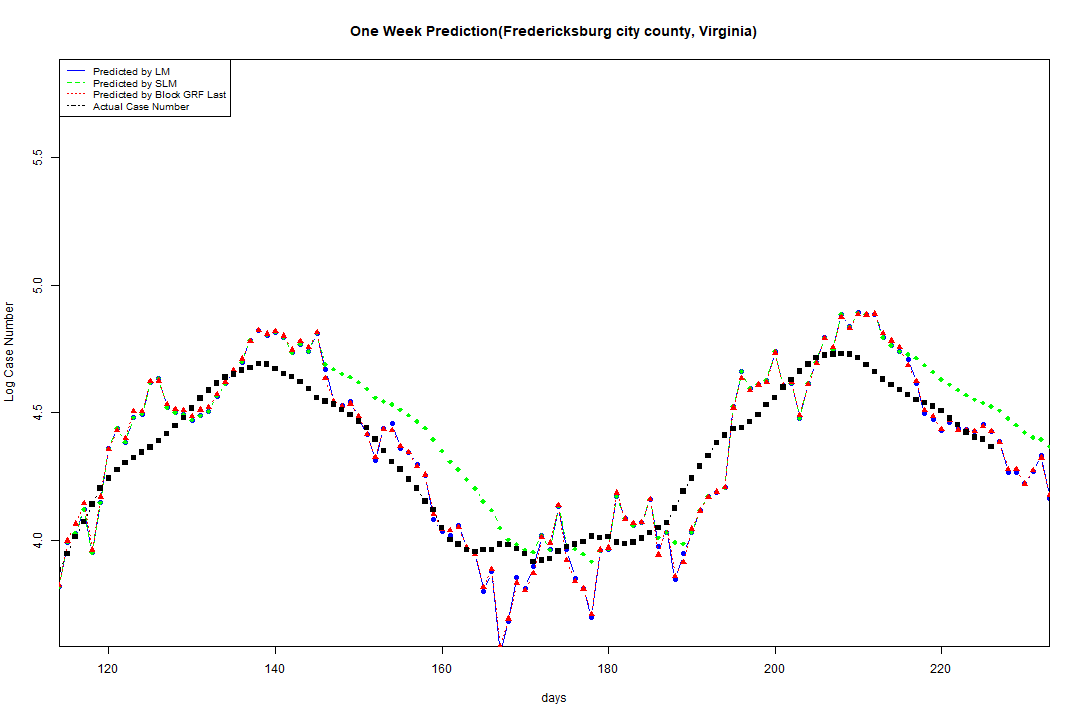 One Week Prediction(Fredericksburg city county, Virginia)
Predicted by LM
Predicted by SLM
Predicted by Block GRF Last
Actual Case Number
5.5
5.0
4.5
4.0
Log Case Number
120 140 160 180 200 220
days